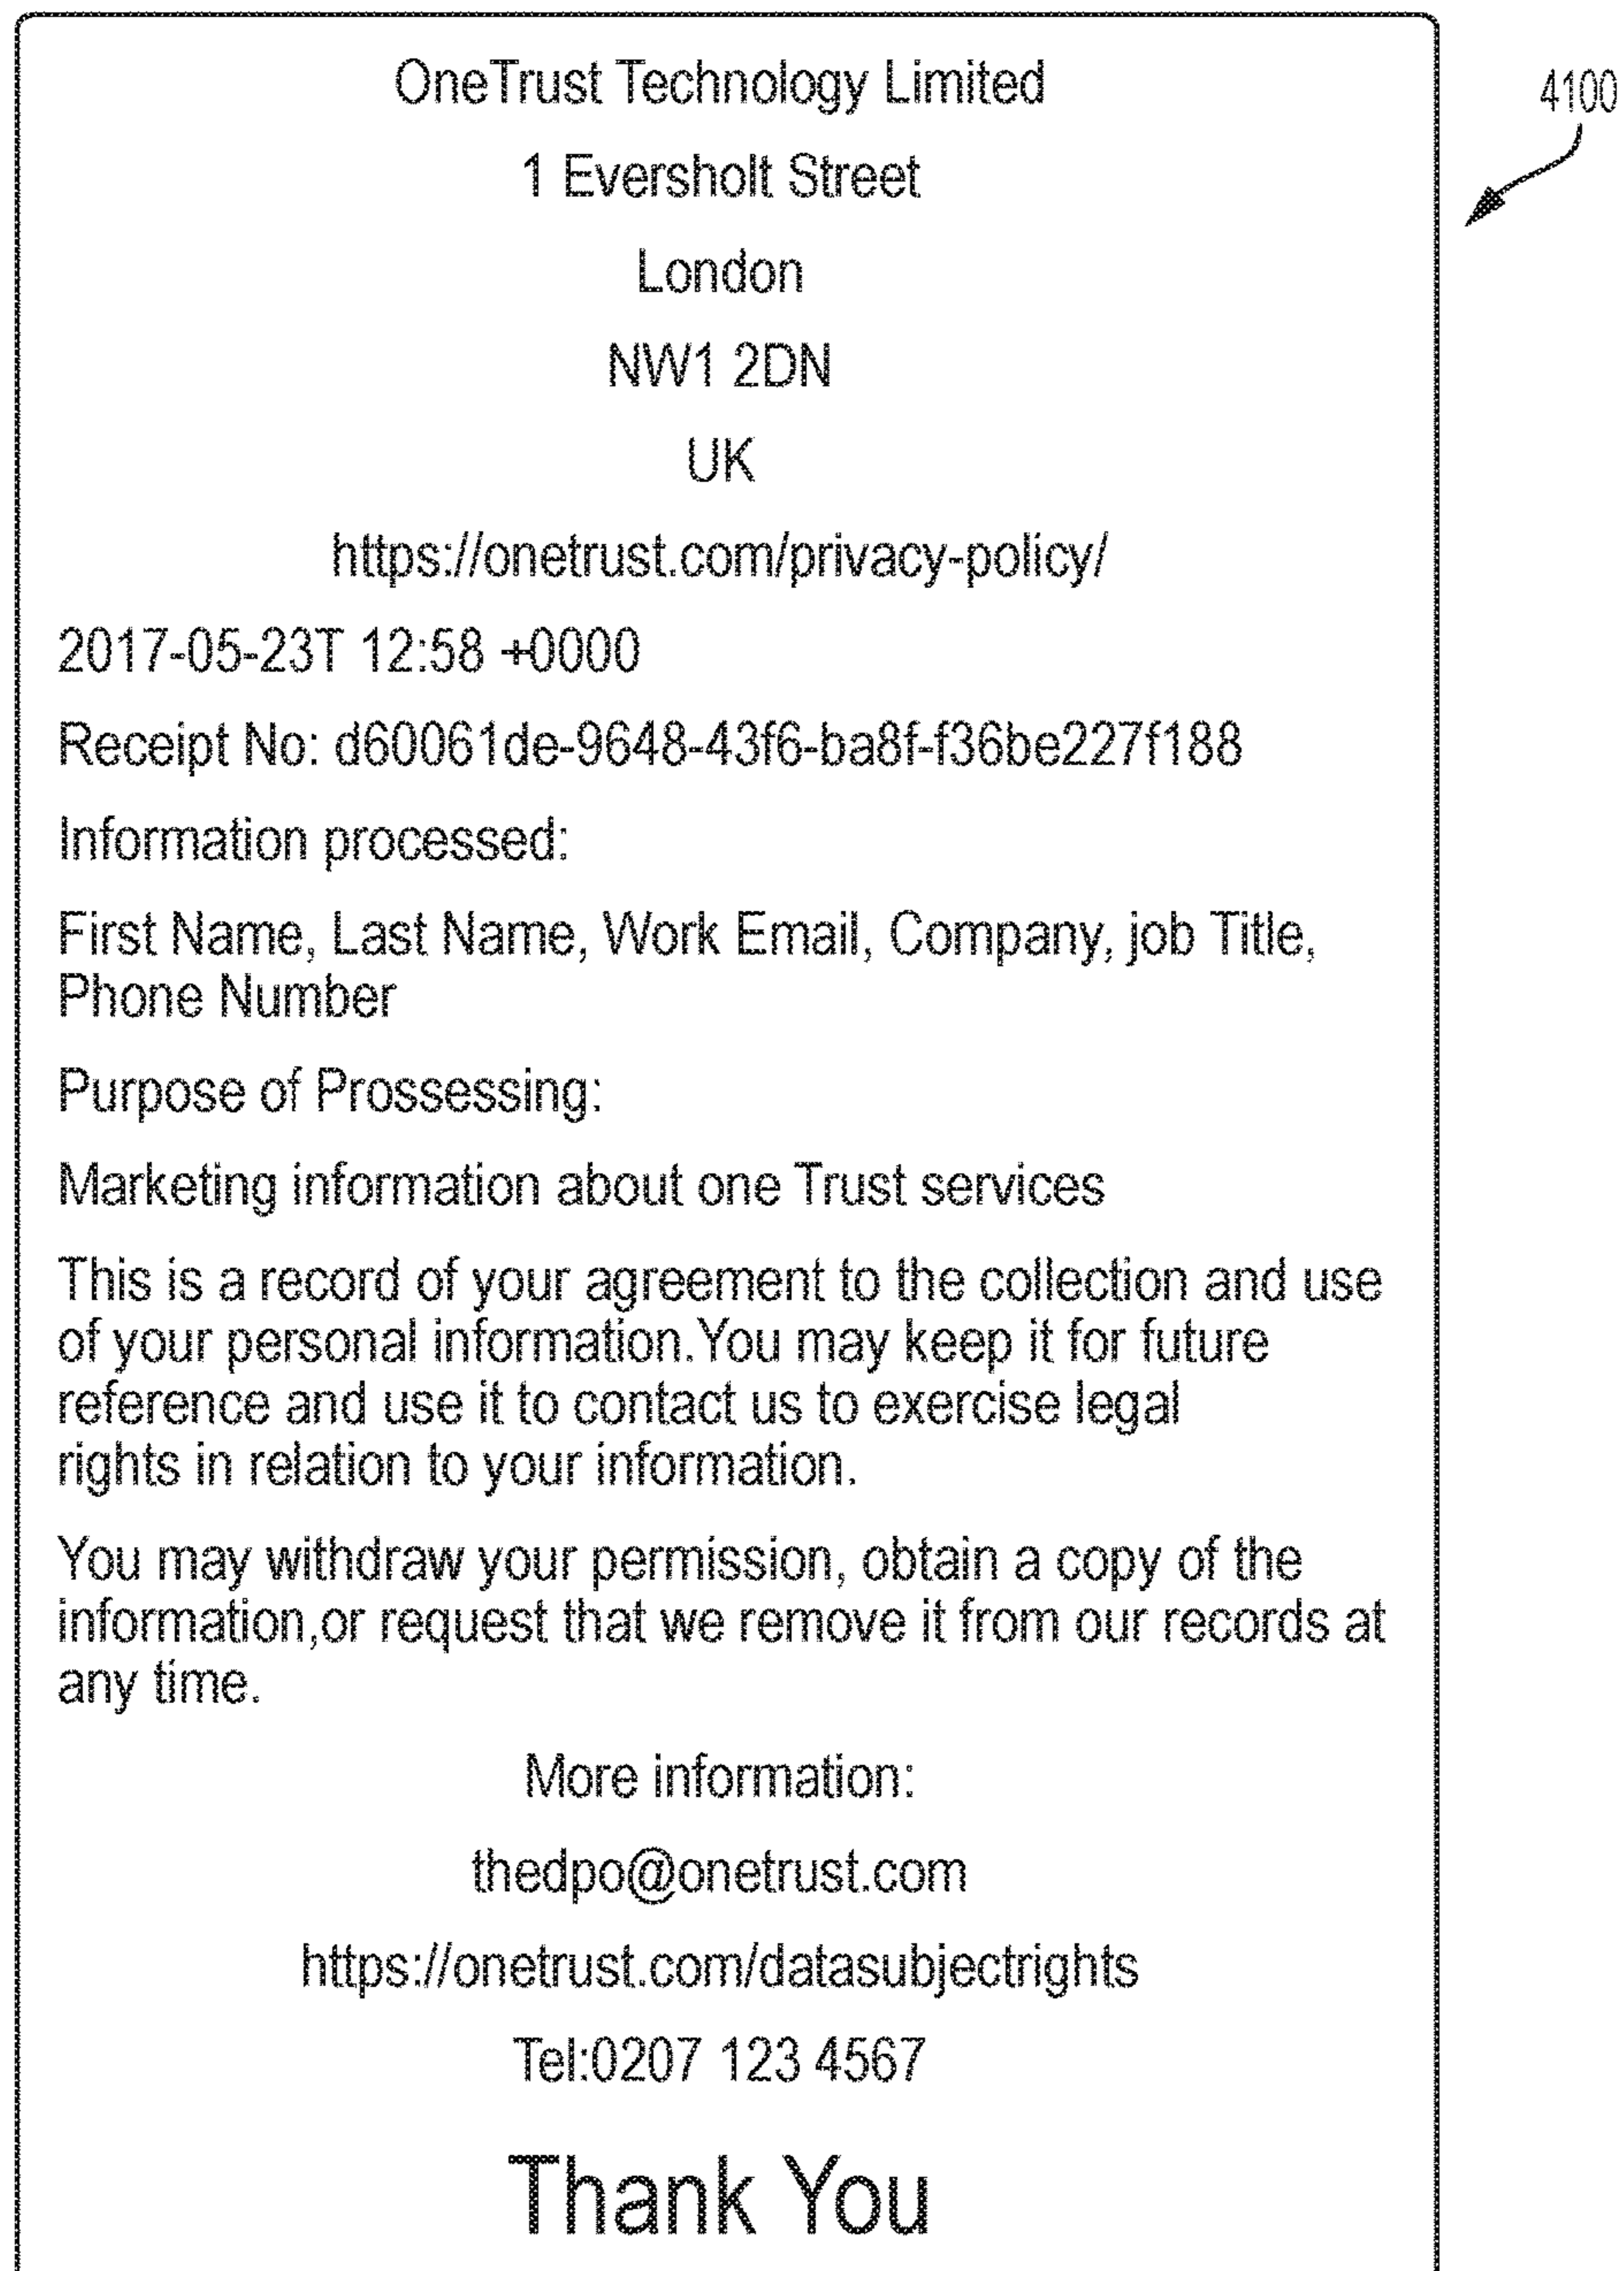 OneTrust Technology Limited
4100
1 Eversholt Street
London
NW1 2DN
UK
https://onetrust.com/privacy-policy/
2017-05-23T 12:58 +0000
Receipt No: d60061de-9648-43f6-ba8f-f36be227f188
Information processed:
First Name, Last Name, Work Email, Company, job Title,
Phone Number
Purpose of Prossessing:
Marketing information about one Trust services
This is a record of your agreement to the collection and use
of your personal information.You may keep it for future
reference and use it to contact us to exercise legal
rights in relation to your information.
You may withdraw your permission, obtain a copy of the
information,or request that we remove it from our records at
any time.
More information:
thedpo@onetrust.com
https://onetrust.com/datasubjectrights
Tel:0207 123 4567
Thank You